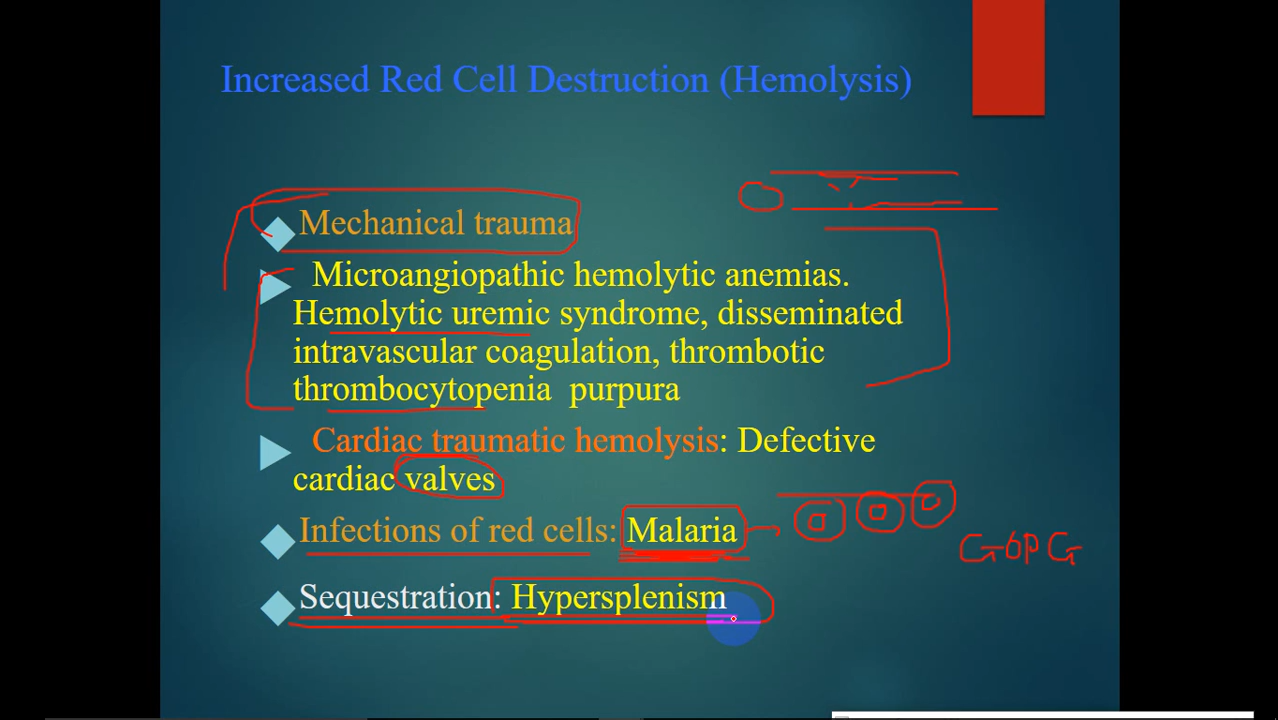 Increased Red Cell Destruction (Hemolysis)
Mechanical trauma
Microangiopathic hemolytic anemias.
Hemolytic uremic syndrome, disseminated
intravascular coagulation, thrombotic
thrombocytopenia purpura
Cardiac traumatic hemolysis: Defective
cardiac valves
Infections of red cells: Malaria
G6PG
Sequestration: Hypersplenism